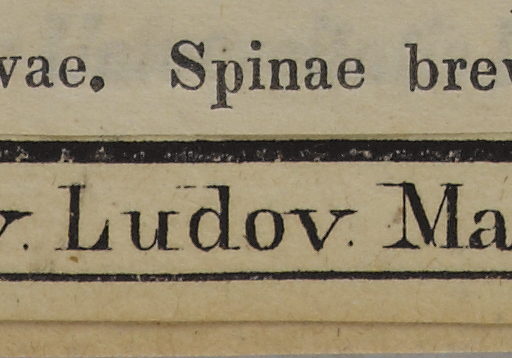 vae. Spinae brev
v. Ludov. Ma